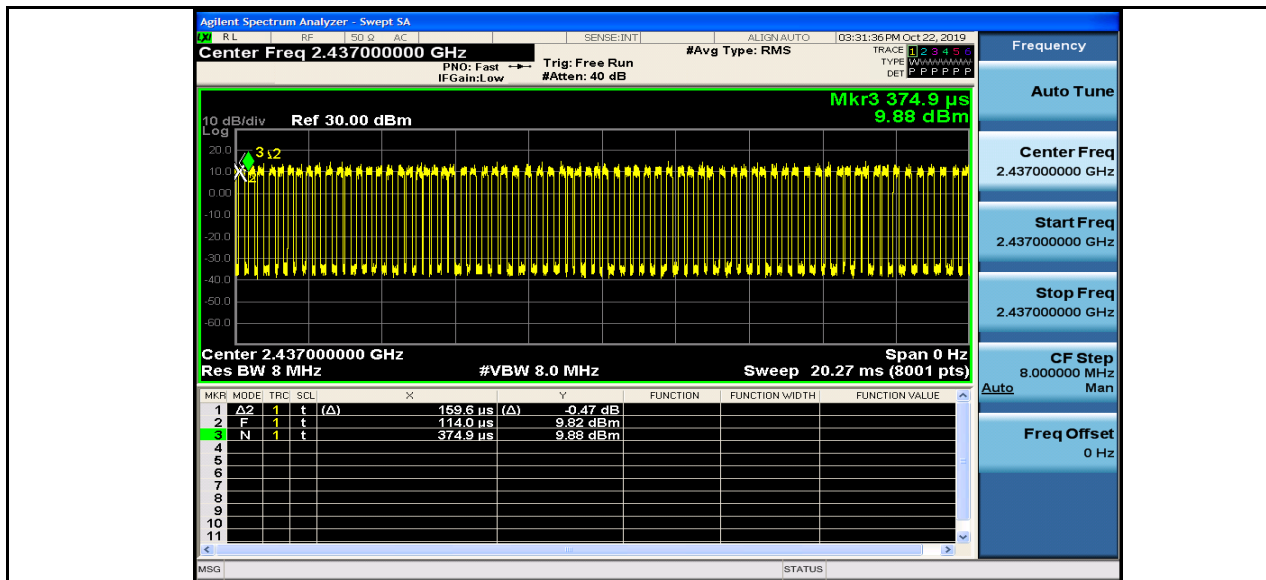 Agilent Spectrum Analyzer - Swept SA
LXI RL RF 50 Ω AC SENSE:INT ALIGN AUTO 03:31:36 PM Oct 22, 2019
Center Freq 2.437000000 GHz #Avg Type: RMS TRACE 1 2 3 4 5 6
PNO: Fast Trig: Free Run TYPE W
IFGain:Low #Atten: 40 dB DET P P P P P P
Mkr3 374.9 µs
10 dB/div Ref 30.00 dBm 9.88 dBm
Log
20.0
10.0
0.00
-10.0
-20.0
-30.0
-40.0
-50.0
-60.0
Center 2.437000000 GHz Span 0 Hz
Res BW 8 MHz #VBW 8.0 MHz Sweep 20.27 ms (8001 pts)
MKR MODE TRC SCL X Y FUNCTION FUNCTION WIDTH FUNCTION VALUE
1 Δ2 1 t (Δ) 159.6 µs (Δ) -0.47 dB
2 F 1 t 114.0 µs 9.82 dBm
3 N 1 t 374.9 µs 9.88 dBm
4
5
6
7
8
9
10
11
MSG STATUS
Frequency
Auto Tune
Center Freq
2.437000000 GHz
Start Freq
2.437000000 GHz
Stop Freq
2.437000000 GHz
CF Step
8.000000 MHz
Auto Man
Freq Offset
0 Hz